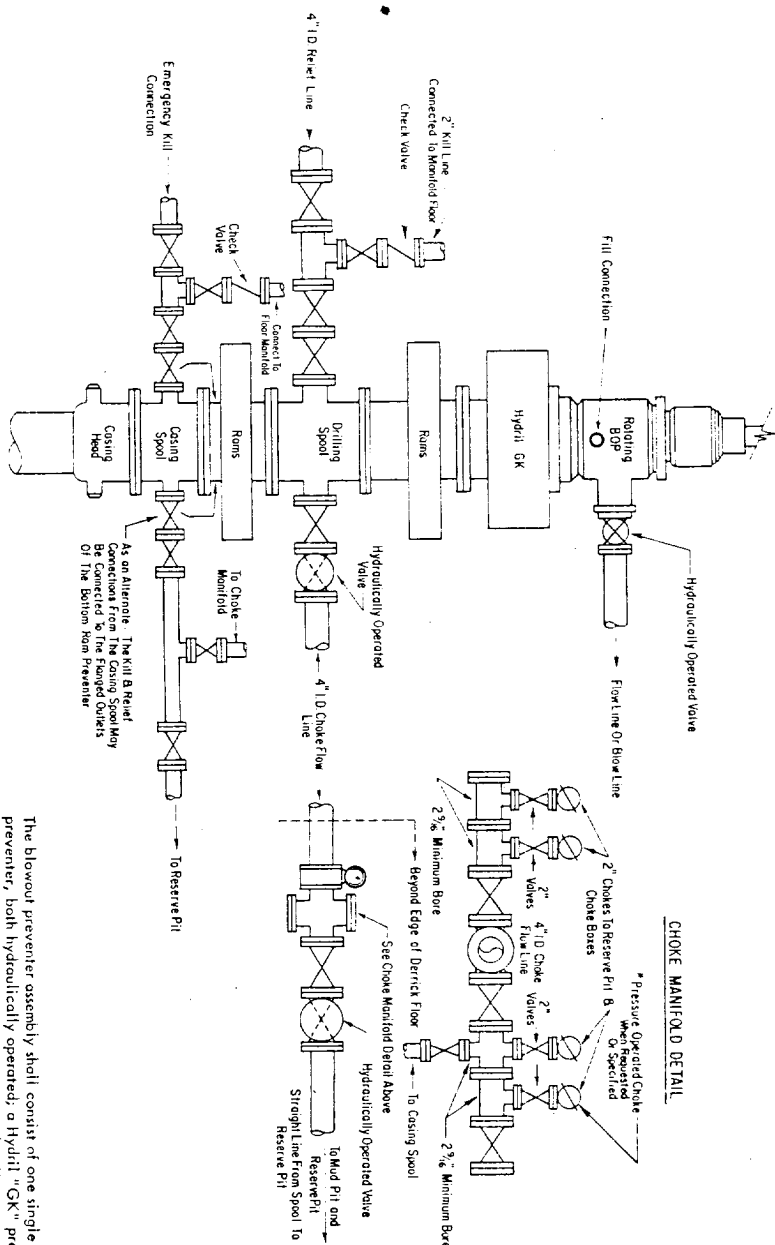 4" I D Relief Line
2" Kill Line
Connected To Manifold Floor
Check Valve
Fill Connection
Emergency Kill
Connection
Check
Valve
Connect To
Floor Manifold
Casing
Head
Casing
Spool
Rams
Drilling
Spool
Rams
Hydril GK
Rotating
BOP
Hydraulically Operated Valve
Flow Line Or Blow Line
Hydraulically Operated
Valve
4" I.D. Choke Flow
Line
To Choke
Manifold
As an Alternate - The Kill & Relief
Connections From The Casing Spool May
Be Connected To The Flanged Outlets
Of The Bottom Ram Preventer
To Reserve Pit
CHOKE MANIFOLD DETAIL
* Pressure Operated Choke
When Requested
Or Specified
2" Chokes To Reserve Pit &
Choke Boxes
2"
Valves
4" ID Choke
Flow Line
2"
Valves
2 9/16" Minimum Bore
2 9/16" Minimum Bore
To Casing Spool
Beyond Edge of Derrick Floor
See Choke Manifold Detail Above
Hydraulically Operated Valve
To Mud Pit and
Reserve Pit
Straight Line From Spool To
Reserve Pit
The blowout preventer assembly shall consist of one single
preventer, both hydraulically operated; a Hydril "GK"